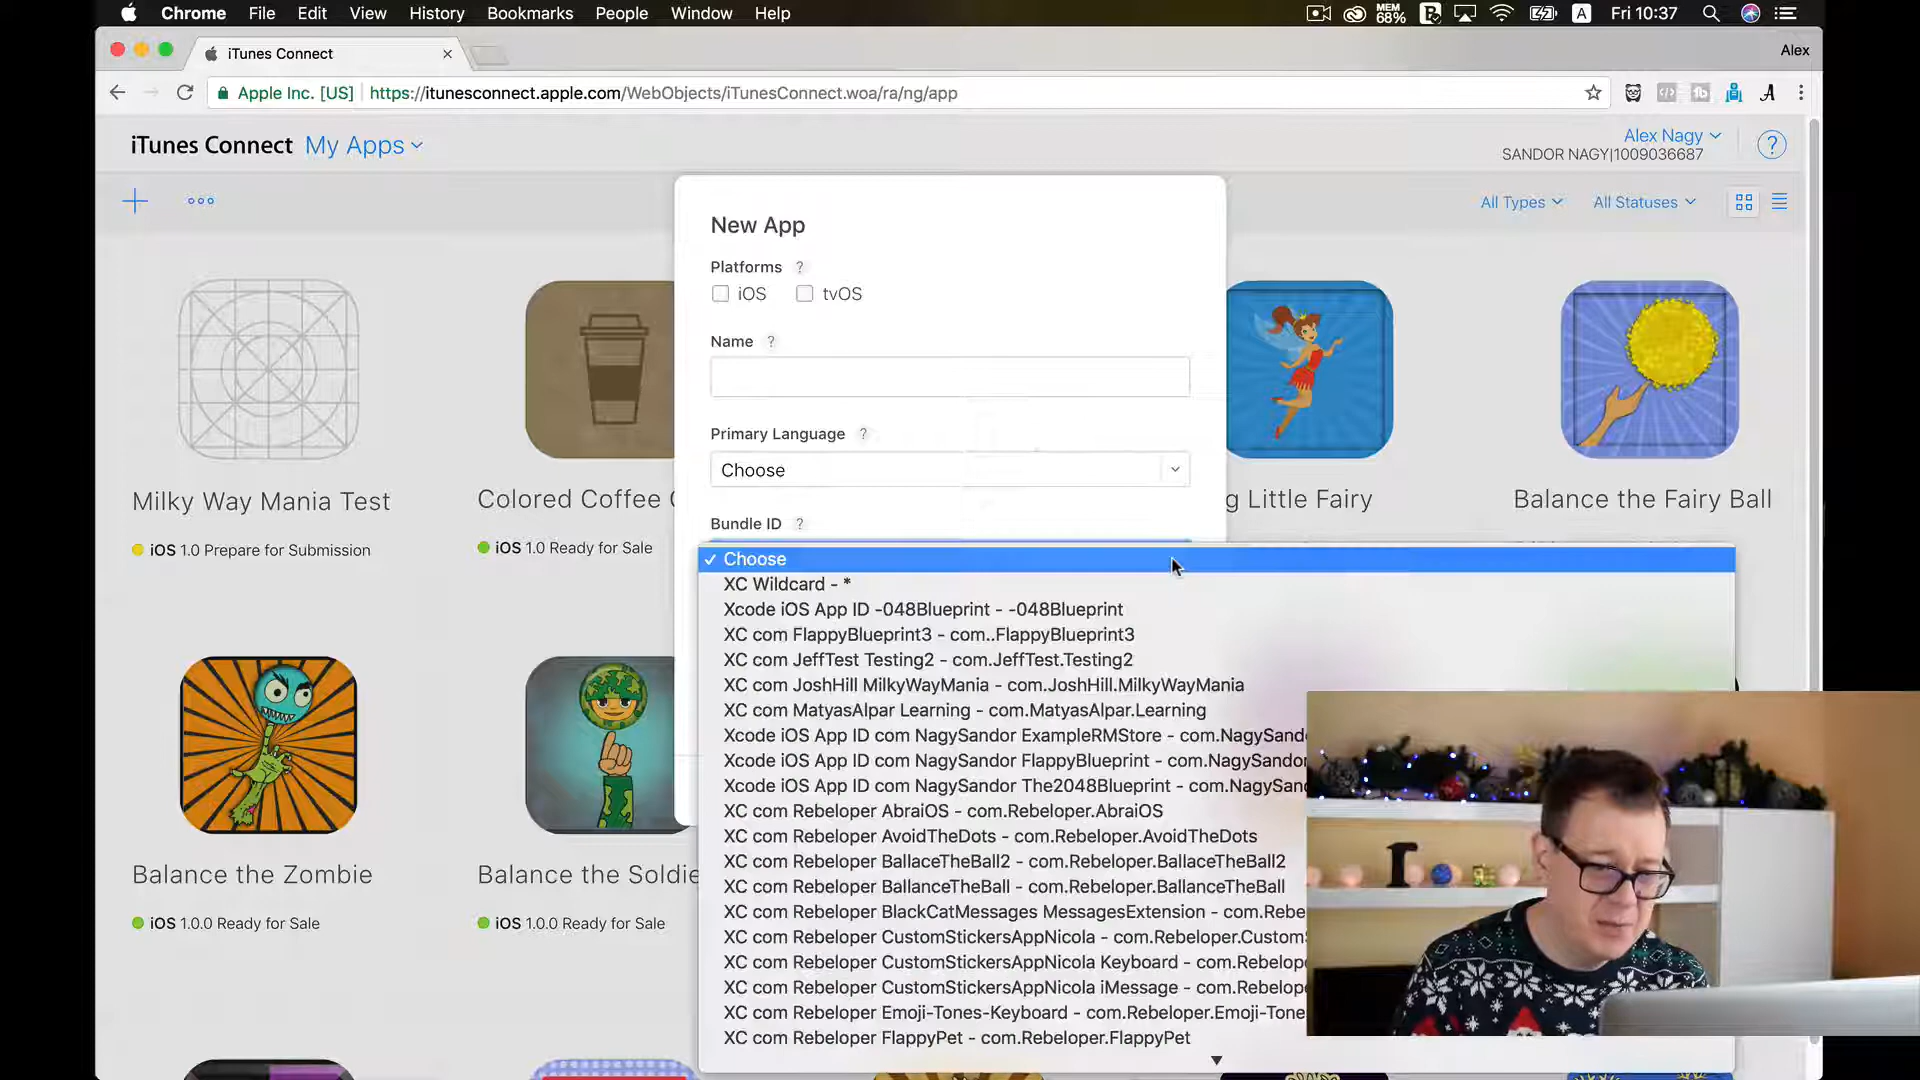 Chrome File Edit View History Bookmarks People Window Help MEM 68% A Fri 10:37
iTunes Connect Alex
Apple Inc. [US] https://itunesconnect.apple.com/WebObjects/iTunesConnect.woa/ra/ng/app
iTunes Connect My Apps Alex Nagy ?
SANDOR NAGY|1009036687
All Types All Statuses
New App
Platforms ?
iOS tvOS
Name ?
Primary Language ?
Choose
Milky Way Mania Test Colored Coffee g Little Fairy Balance the Fairy Ball
iOS 1.0 Prepare for Submission iOS 1.0 Ready for Sale
Bundle ID ?
✓ Choose
XC Wildcard - *
Xcode iOS App ID -048Blueprint - -048Blueprint
XC com FlappyBlueprint3 - com..FlappyBlueprint3
XC com JeffTest Testing2 - com.JeffTest.Testing2
XC com JoshHill MilkyWayMania - com.JoshHill.MilkyWayMania
XC com MatyasAlpar Learning - com.MatyasAlpar.Learning
Xcode iOS App ID com NagySandor ExampleRMStore - com.NagySand
Xcode iOS App ID com NagySandor FlappyBlueprint - com.NagySandor
Xcode iOS App ID com NagySandor The2048Blueprint - com.NagySand
XC com Rebeloper AbraiOS - com.Rebeloper.AbraiOS
XC com Rebeloper AvoidTheDots - com.Rebeloper.AvoidTheDots
XC com Rebeloper BallaceTheBall2 - com.Rebeloper.BallaceTheBall2
XC com Rebeloper BallanceTheBall - com.Rebeloper.BallanceTheBall
XC com Rebeloper BlackCatMessages MessagesExtension - com.Rebe
XC com Rebeloper CustomStickersAppNicola - com.Rebeloper.Custom
XC com Rebeloper CustomStickersAppNicola Keyboard - com.Rebelop
XC com Rebeloper CustomStickersAppNicola iMessage - com.Rebelop
XC com Rebeloper Emoji-Tones-Keyboard - com.Rebeloper.Emoji-Tone
XC com Rebeloper FlappyPet - com.Rebeloper.FlappyPet
Balance the Zombie Balance the Soldie
iOS 1.0.0 Ready for Sale iOS 1.0.0 Ready for Sale